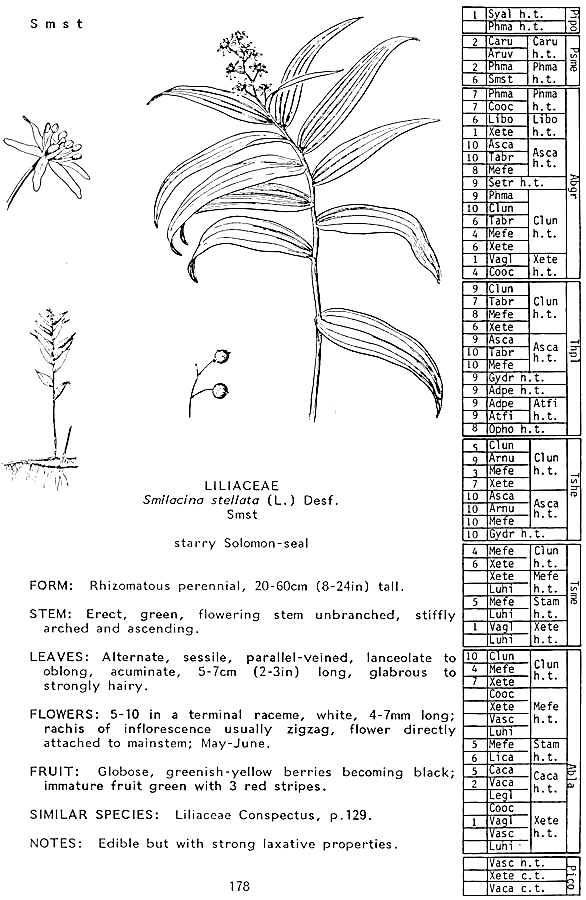 Smst
LILIACEAE
Smilacina stellata (L.) Desf.
Smst
starry Solomon-seal
FORM: Rhizomatous perennial, 20-60cm (8-24in) tall.
STEM: Erect, green, flowering stem unbranched, stiffly
arched and ascending.
LEAVES: Alternate, sessile, parallel-veined, lanceolate to
oblong, acuminate, 5-7cm (2-3in) long, glabrous to
strongly hairy.
FLOWERS: 5-10 in a terminal raceme, white, 4-7mm long;
rachis of inflorescence usually zigzag, flower directly
attached to mainstem; May-June.
FRUIT: Globose, greenish-yellow berries becoming black;
immature fruit green with 3 red stripes.
SIMILAR SPECIES: Liliaceae Conspectus, p.129.
NOTES: Edible but with strong laxative properties.
178
1 Syal h.t.
Phma h.t.
Pipo
2 Caru Caru
Aruv h.t.
2 Phma Phma
6 Smst h.t.
Psme
7 Phma Phma
7 Cooc h.t.
6 Libo Libo
1 Xete h.t.
10 Asca
10 Tabr Asca h.t.
8 Mefe
9 Setr h.t.
9 Phma
10 Clun
6 Tabr Clun
4 Mefe h.t.
6 Xete
1 Vagl Xete
4 Cooc h.t.
Abgr
9 Clun
7 Tabr Clun
8 Mefe h.t.
6 Xete
9 Asca
10 Tabr Asca h.t.
10 Mefe
9 Gydr h.t.
9 Adpe h.t.
9 Adpe Atfi
9 Atfi h.t.
8 Opho h.t.
Thpl
5 Clun
9 Arnu Clun
3 Mefe h.t.
7 Xete
10 Asca
10 Arnu Asca h.t.
10 Mefe
10 Gydr h.t.
Tshe
4 Mefe Clun
6 Xete h.t.
Xete Mefe
Luhi h.t.
5 Mefe Stam
Luhi h.t.
1 Vagl Xete
Luhi h.t.
Tsme
10 Clun
4 Mefe Clun h.t.
7 Xete
Cooc
Xete Mefe
Vasc h.t.
Luhi
5 Mefe Stam
6 Lica h.t.
5 Caca Caca
2 Vaca h.t.
Legl
Cooc
1 Vagl Xete
Vasc h.t.
Luhi
Abla
Vasc h.t.
Xete c.t.
Vaca c.t.
Pico